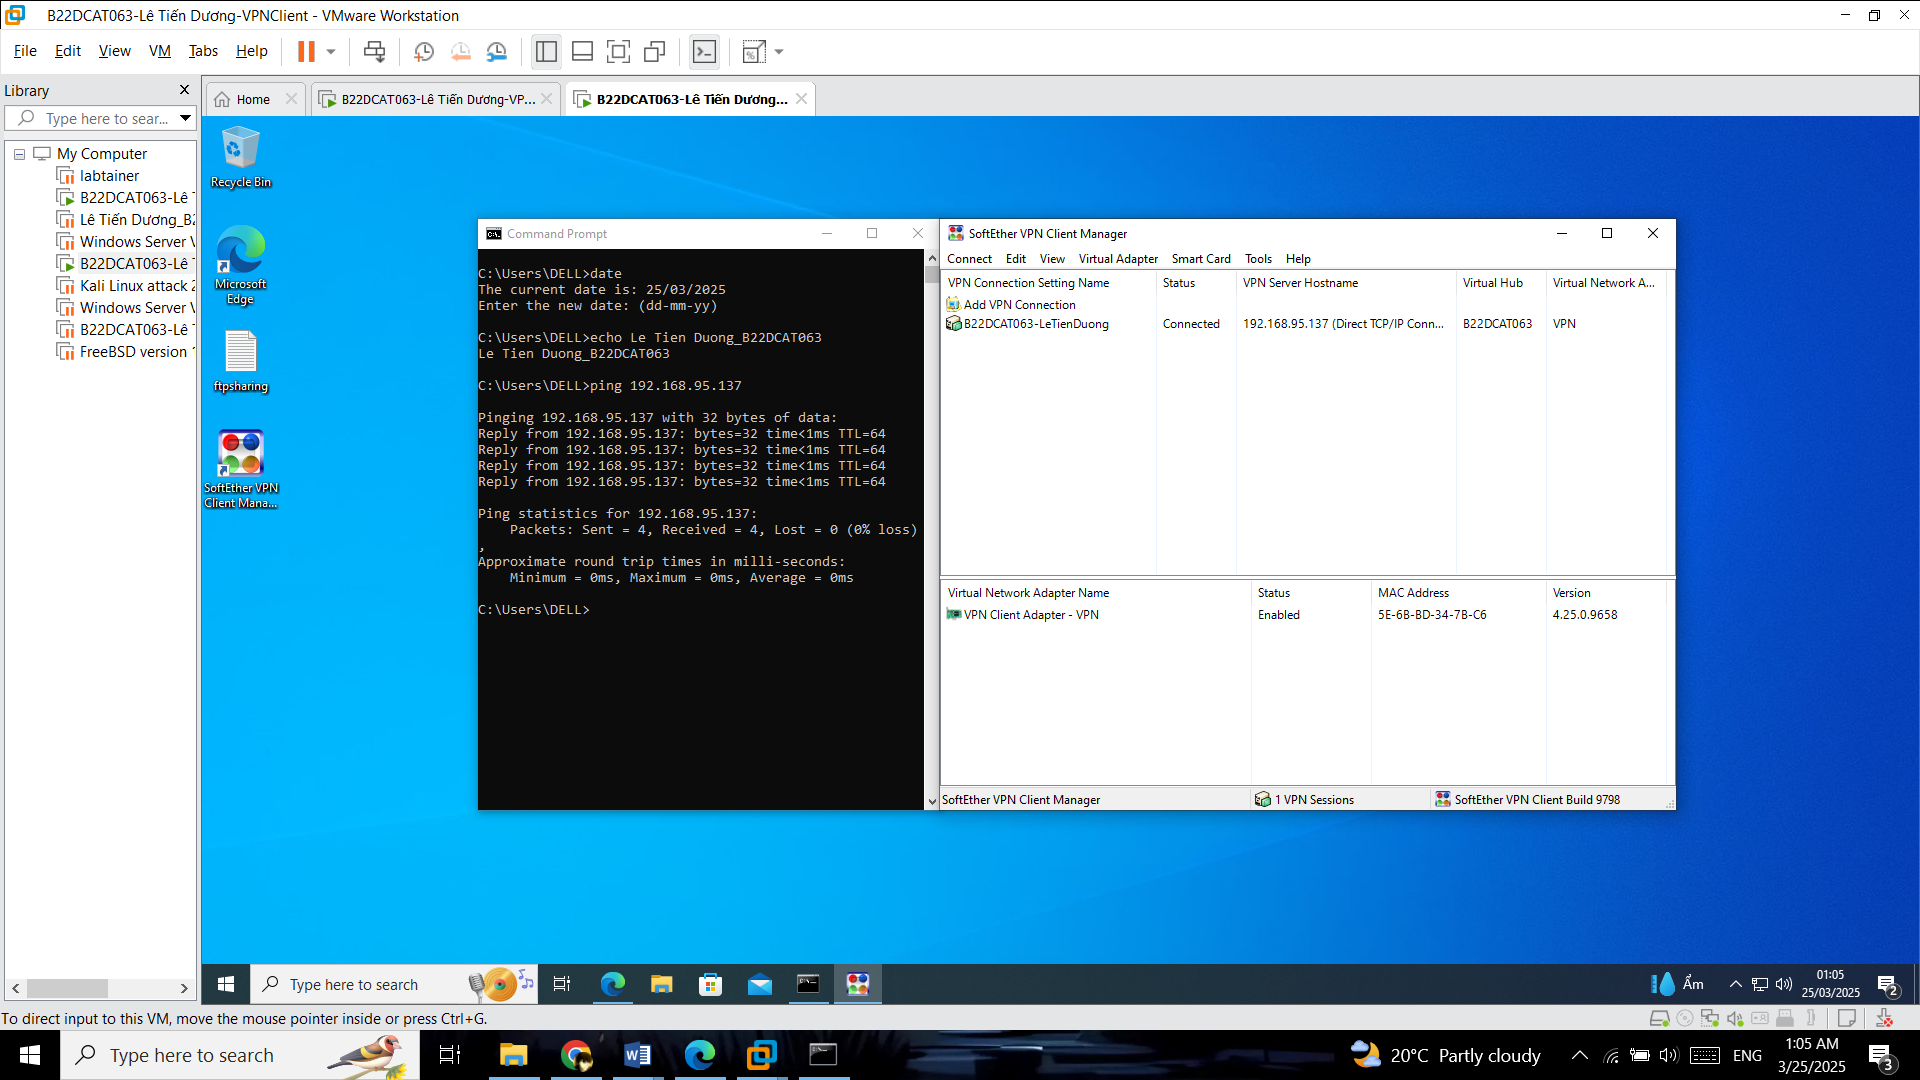 B22DCAT063-Lê Tiến Dương-VPNClient - VMware Workstation
File Edit View VM Tabs Help
Library
Type here to sear...
Home
B22DCAT063-Lê Tiến Dương-VP...
B22DCAT063-Lê Tiến Dương...
My Computer
labtainer
B22DCAT063-Lê T
Lê Tiến Dương_B2
Windows Server V
B22DCAT063-Lê T
Kali Linux attack 2
Windows Server V
B22DCAT063-Lê T
FreeBSD version 1
Recycle Bin
Microsoft
Edge
ftpsharing
SoftEther VPN
Client Mana...
Command Prompt
C:\Users\DELL>date
The current date is: 25/03/2025
Enter the new date: (dd-mm-yy)
C:\Users\DELL>echo Le Tien Duong_B22DCAT063
Le Tien Duong_B22DCAT063
C:\Users\DELL>ping 192.168.95.137
Pinging 192.168.95.137 with 32 bytes of data:
Reply from 192.168.95.137: bytes=32 time<1ms TTL=64
Reply from 192.168.95.137: bytes=32 time<1ms TTL=64
Reply from 192.168.95.137: bytes=32 time<1ms TTL=64
Reply from 192.168.95.137: bytes=32 time<1ms TTL=64
Ping statistics for 192.168.95.137:
Packets: Sent = 4, Received = 4, Lost = 0 (0% loss)
,
Approximate round trip times in milli-seconds:
Minimum = 0ms, Maximum = 0ms, Average = 0ms
C:\Users\DELL>
SoftEther VPN Client Manager
Connect Edit View Virtual Adapter Smart Card Tools Help
VPN Connection Setting Name Status VPN Server Hostname Virtual Hub Virtual Network A...
Add VPN Connection
B22DCAT063-LeTienDuong Connected 192.168.95.137 (Direct TCP/IP Conn... B22DCAT063 VPN
Virtual Network Adapter Name Status MAC Address Version
VPN Client Adapter - VPN Enabled 5E-6B-BD-34-7B-C6 4.25.0.9658
SoftEther VPN Client Manager 1 VPN Sessions SoftEther VPN Client Build 9798
Type here to search
Ẩm
01:05
25/03/2025
2
To direct input to this VM, move the mouse pointer inside or press Ctrl+G.
Type here to search
20°C Partly cloudy
ENG
1:05 AM
3/25/2025
3